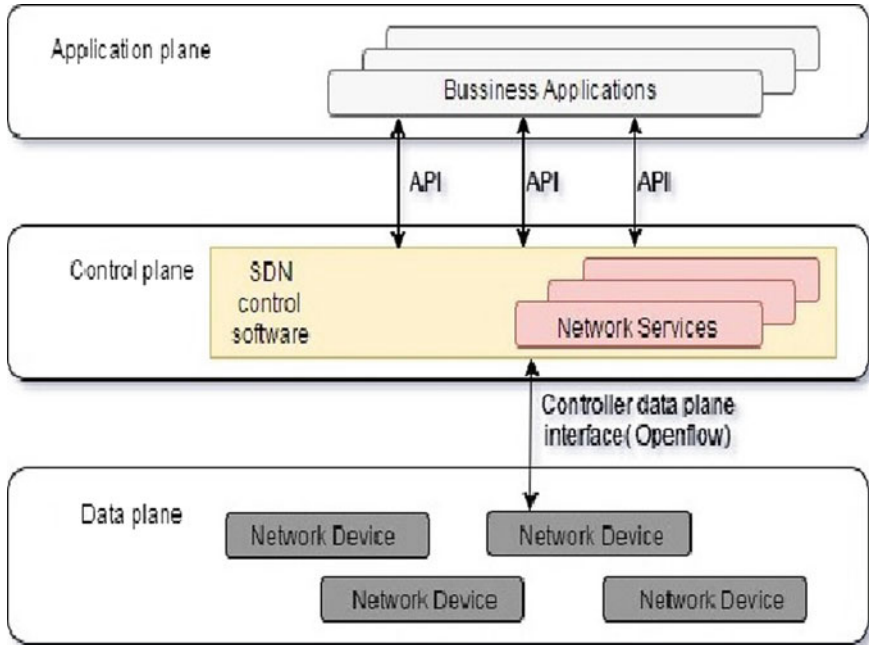 Application plane
Bussiness Applications
API
API
API
Control plane
SDN
control
software
Network Services
Controller data plane
interface( Openflow)
Data plane
Network Device
Network Device
Network Device
Network Device